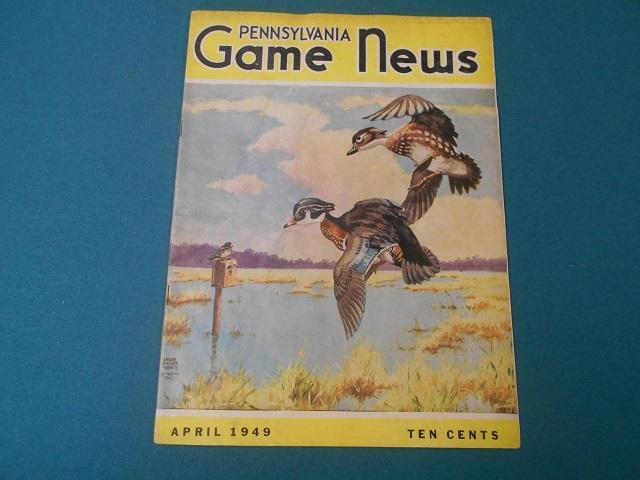 PENNSYLVANIA
Game News
APRIL 1949
TEN CENTS